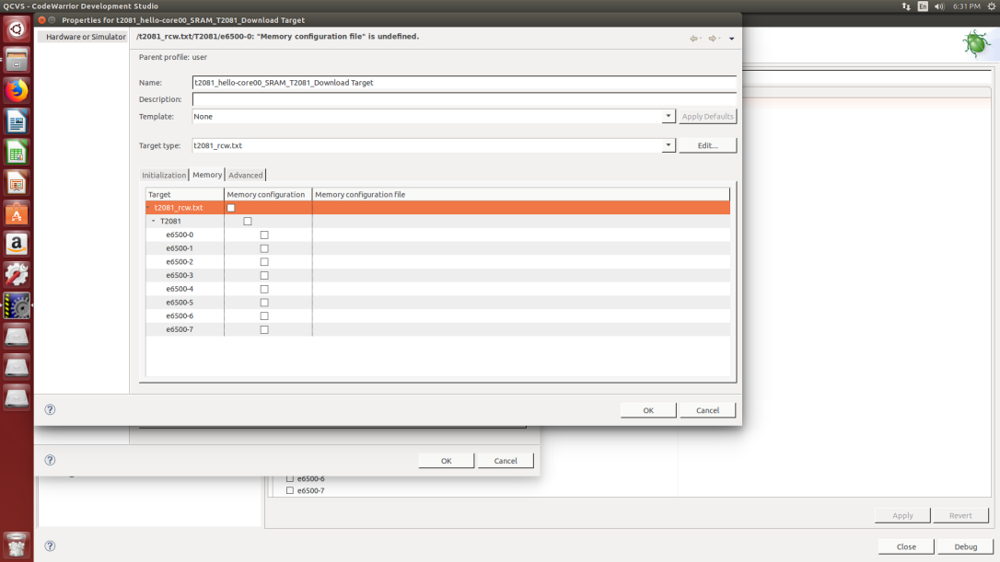 QCVS - CodeWarrior Development Studio
En
6:31 PM
Properties for t2081_hello-core00_SRAM_T2081_Download Target
Hardware or Simulator
/t2081_rcw.txt/T2081/e6500-0: "Memory configuration file" is undefined.
Parent profile: user
Name:
t2081_hello-core00_SRAM_T2081_Download Target
Description:
Template:
None
Apply Defaults
Target type:
t2081_rcw.txt
Edit...
Initialization
Memory
Advanced
Target
Memory configuration
Memory configuration file
t2081_rcw.txt
T2081
e6500-0
e6500-1
e6500-2
e6500-3
e6500-4
e6500-5
e6500-6
e6500-7
OK
Cancel
OK
Cancel
e6500-6
e6500-7
Apply
Revert
Close
Debug